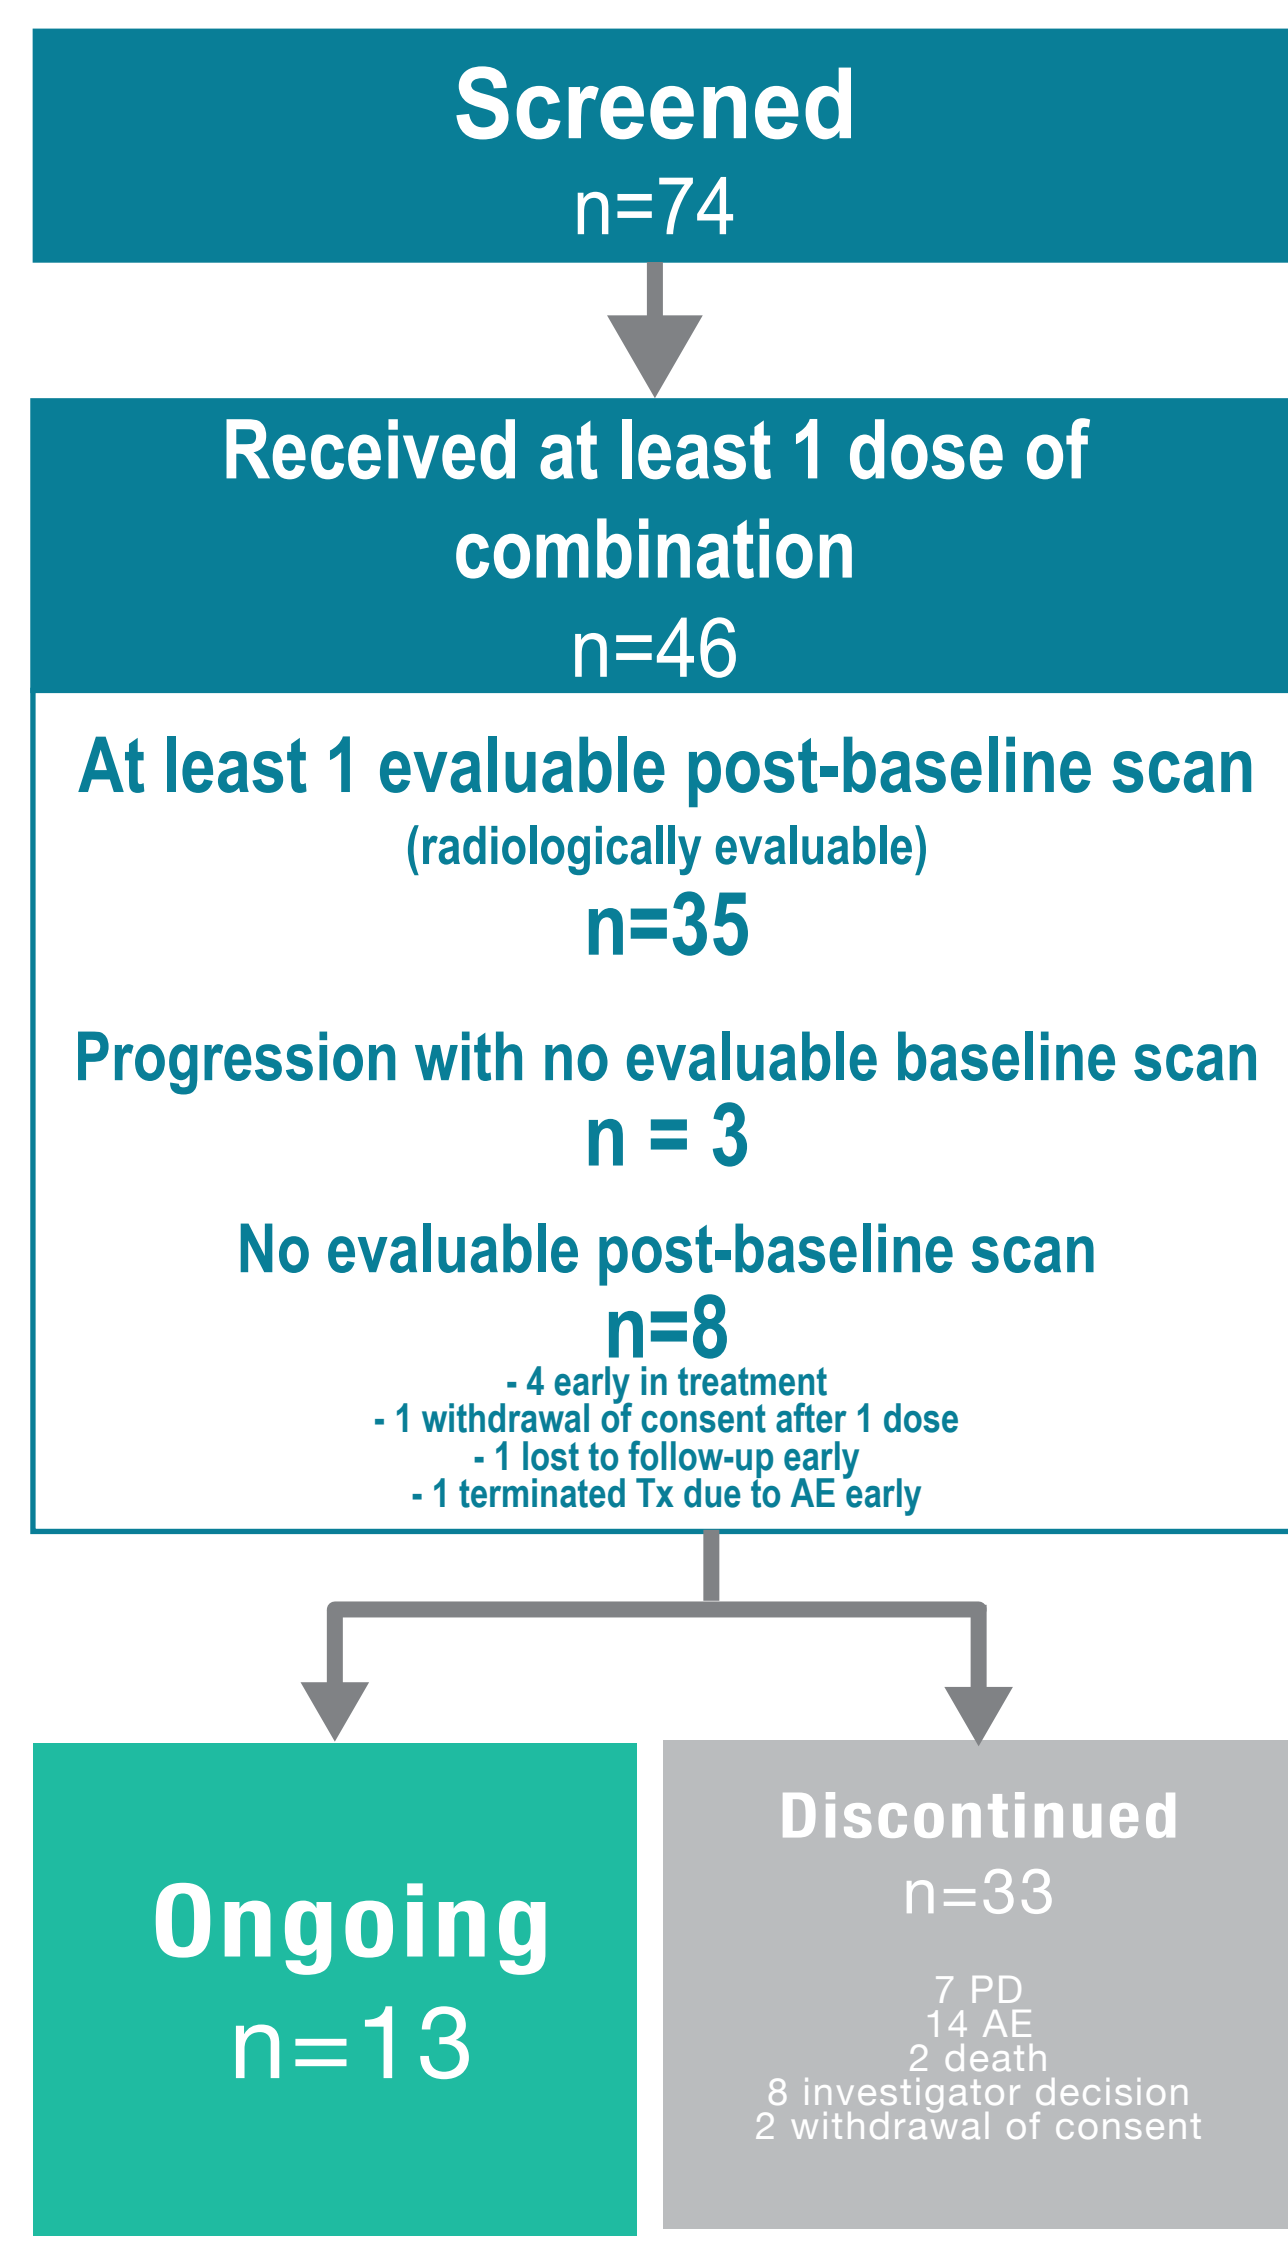 Screened
n=74
Received at least 1 dose of
combination
n=46
At least 1 evaluable post-baseline scan
(radiologically evaluable)
n=35
Progression with no evaluable baseline scan
n = 3
No evaluable post-baseline scan
n=8
- 4 early in treatment
- 1 withdrawal of consent after 1 dose
- 1 lost to follow-up early
- 1 terminated Tx due to AE early
Ongoing
n=13
Discontinued
n=33
7 PD
14 AE
2 death
8 investigator decision
2 withdrawal of consent